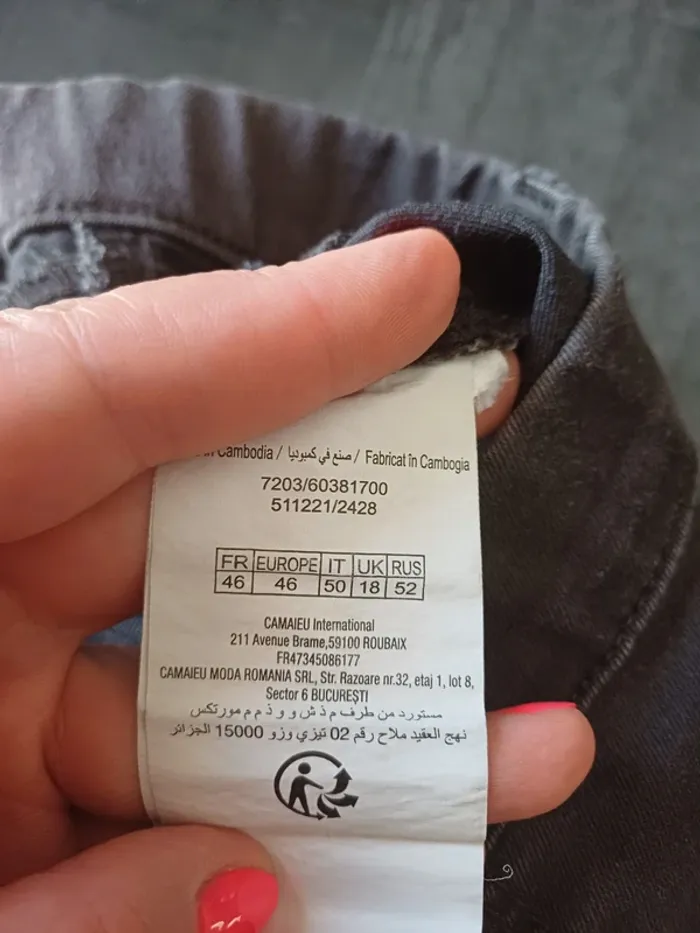 Cambodia / صنع في كمبوديا / Fabricat în Cambogia
7203/60381700
511221/2428
FR EUROPE IT UK RUS
46 46 50 18 52
CAMAIEU International
211 Avenue Brame,59100 ROUBAIX
FR47345086177
CAMAIEU MODA ROMANIA SRL, Str. Razoare nr.32, etaj 1, lot 8,
Sector 6 BUCUREȘTI
مستورد من طرف م ذ ش و و ذ م م مورتكس
نهج العقيد ملاح رقم 02 تيزي وزو 15000 الجزائر